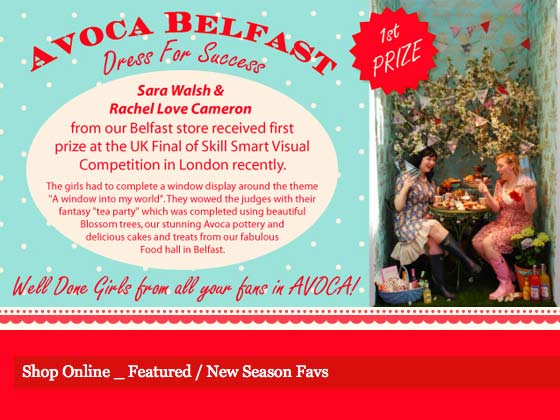 AVOCA BELFAST
Dress For Success
1st
PRIZE
Sara Walsh &
Rachel Love Cameron
from our Belfast store received first
prize at the UK Final of Skill Smart Visual
Competition in London recently.
The girls had to complete a window display around the theme
"A window into my world". They wowed the judges with their
fantasy "tea party" which was completed using beautiful
Blossom trees, our stunning Avoca pottery and
delicious cakes and treats from our fabulous
Food hall in Belfast.
Well Done Girls from all your fans in AVOCA!
Shop Online _ Featured / New Season Favs